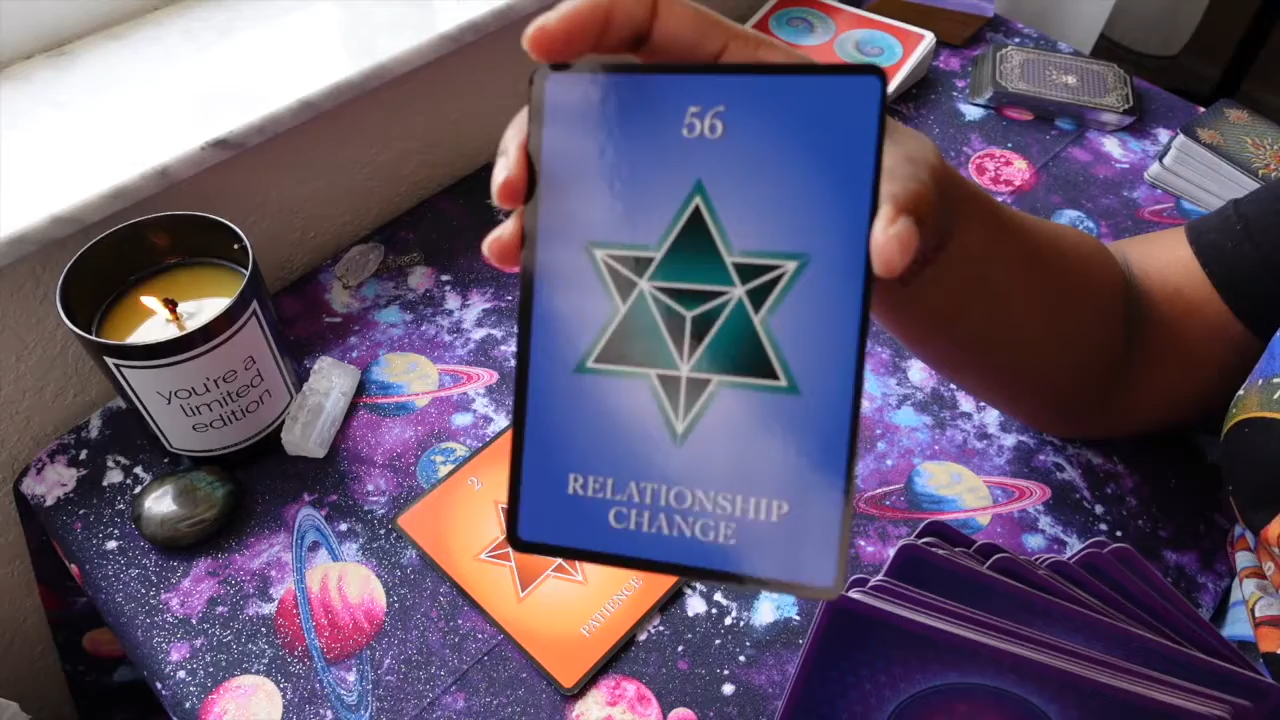 56
RELATIONSHIP
CHANGE
you're a
limited
edition
2
PATIENCE